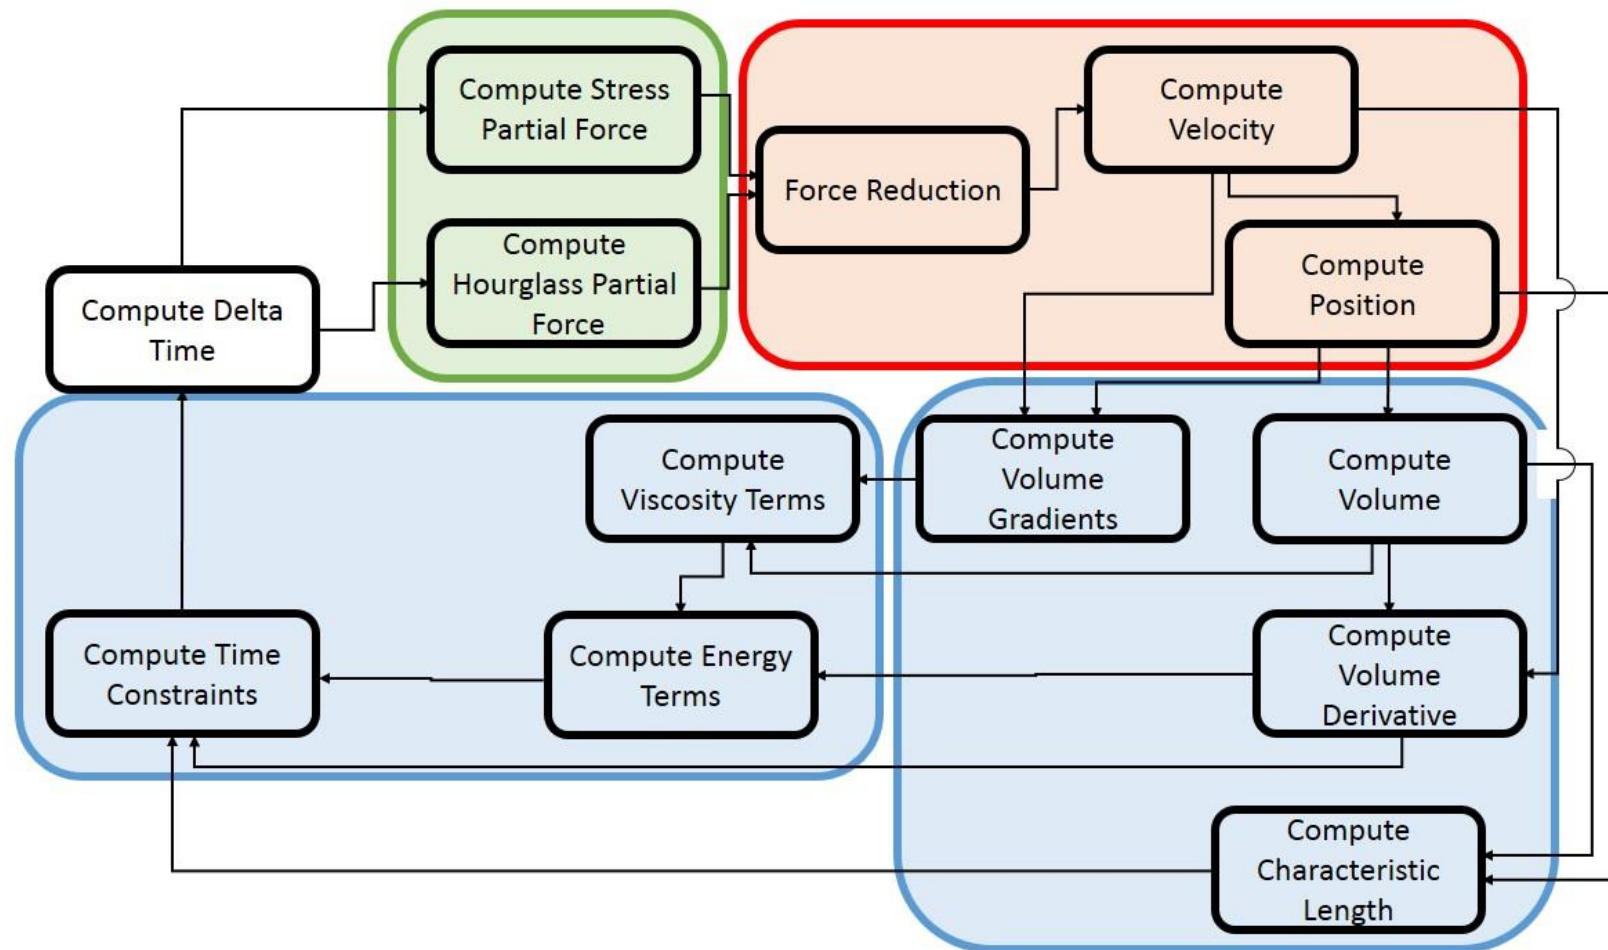 Compute Stress
Partial Force
Compute
Hourglass Partial
Force
Compute Delta
Time
Force Reduction
Compute
Velocity
Compute
Position
Compute
Viscosity Terms
Compute
Volume
Gradients
Compute
Volume
Compute Time
Constraints
Compute Energy
Terms
Compute
Volume
Derivative
Compute
Characteristic
Length